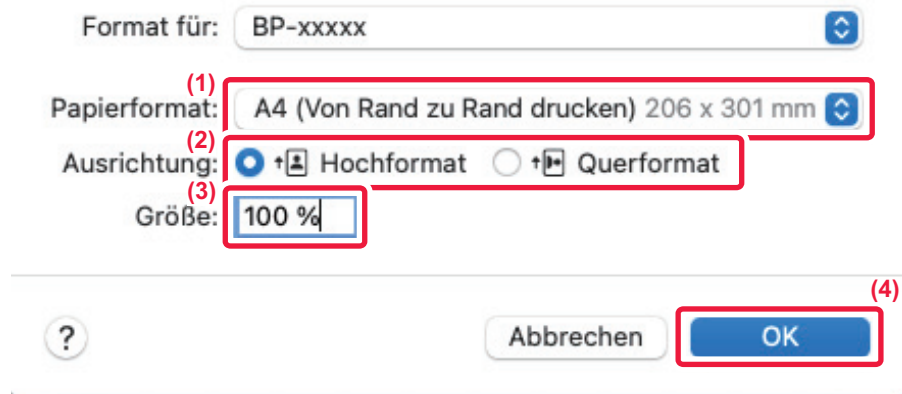 Format für: BP-xxxxx
(1)
Papierformat: A4 (Von Rand zu Rand drucken) 206 x 301 mm
(2)
Ausrichtung: Hochformat Querformat
(3)
Größe: 100 %
(4)
? Abbrechen OK